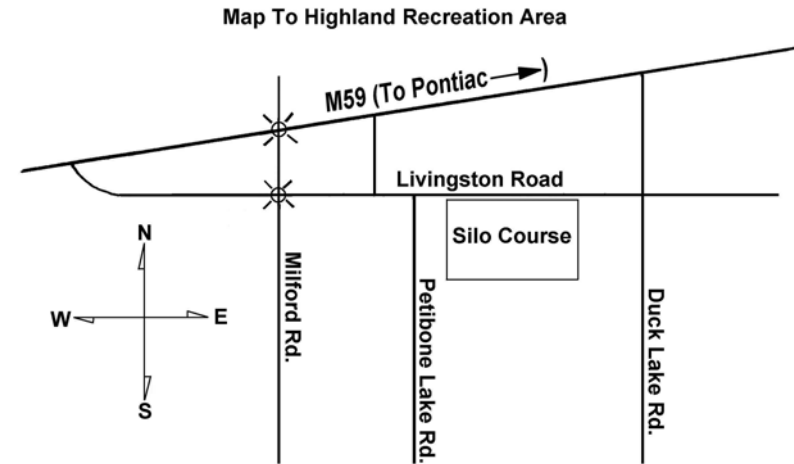 Map To Highland Recreation Area
M59 (To Pontiac )
Livingston Road
Silo Course
N
W
E
S
Milford Rd.
Petibone Lake Rd.
Duck Lake Rd.